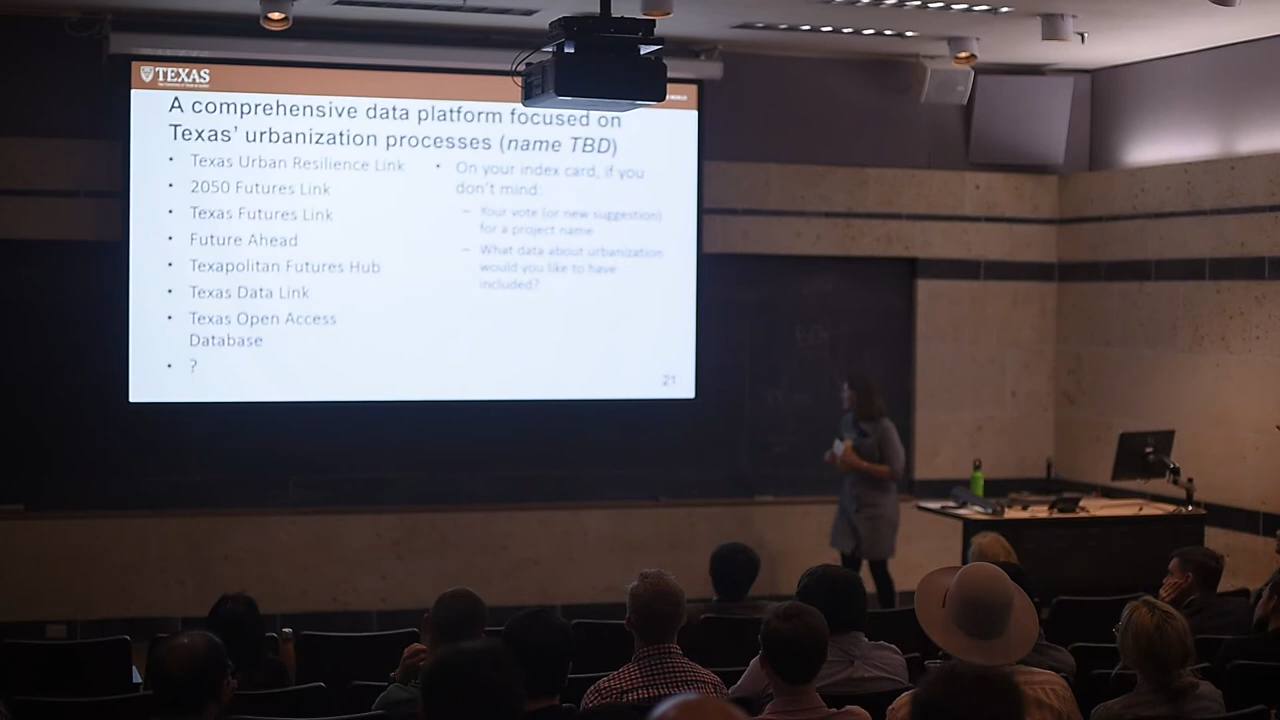 TEXAS
A comprehensive data platform focused on
Texas’ urbanization processes (name TBD)
• Texas Urban Resilience Link
• 2050 Futures Link
• Texas Futures Link
• Future Ahead
• Texapolitan Futures Hub
• Texas Data Link
• Texas Open Access
Database
• ?
• On your index card, if you
don’t mind:
– Your vote (or new suggestion)
for a project name
– What data about urbanization
would you like to have
included?
21